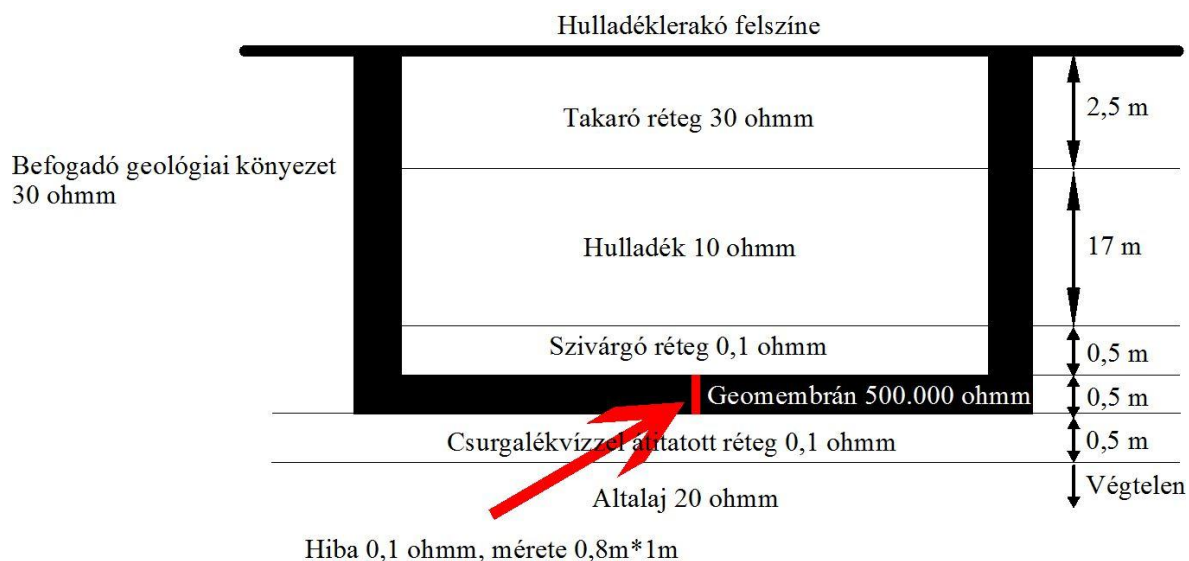 Hulladéklerakó felszíne
Takaró réteg 30 ohmm
2,5 m
Befogadó geológiai könyezet
30 ohmm
Hulladék 10 ohmm
17 m
Szivárgó réteg 0,1 ohmm
0,5 m
Geomembrán 500.000 ohmm
0,5 m
Csurgalékvízzel átitatott réteg 0,1 ohmm
0,5 m
Altalaj 20 ohmm
Végtelen
Hiba 0,1 ohmm, mérete 0,8m*1m